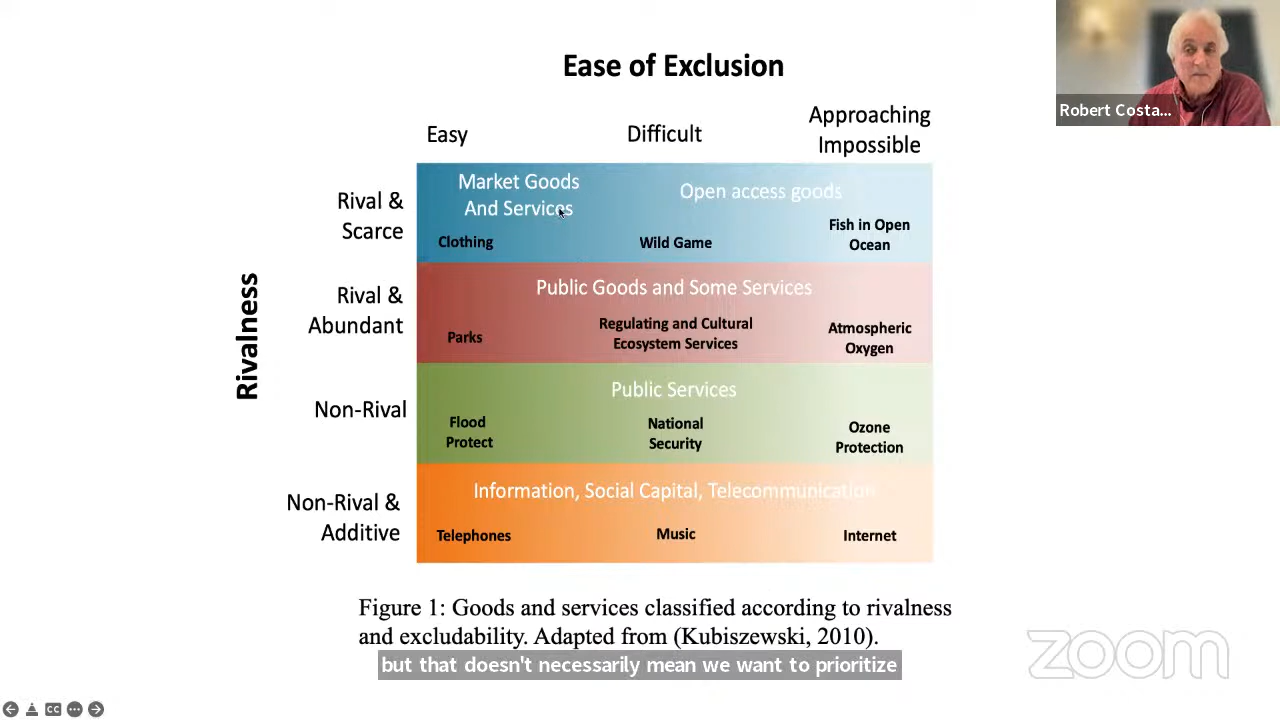 Ease of Exclusion
Robert Costa...
Easy
Difficult
Approaching
Impossible
Rivalness
Rival &
Scarce
Market Goods
And Services
Open access goods
Clothing
Wild Game
Fish in Open
Ocean
Rival &
Abundant
Public Goods and Some Services
Parks
Regulating and Cultural
Ecosystem Services
Atmospheric
Oxygen
Non-Rival
Public Services
Flood
Protect
National
Security
Ozone
Protection
Non-Rival &
Additive
Information, Social Capital, Telecommunication
Telephones
Music
Internet
Figure 1: Goods and services classified according to rivalness
and excludability. Adapted from (Kubiszewski, 2010).
but that doesn't necessarily mean we want to prioritize
zoom
CC